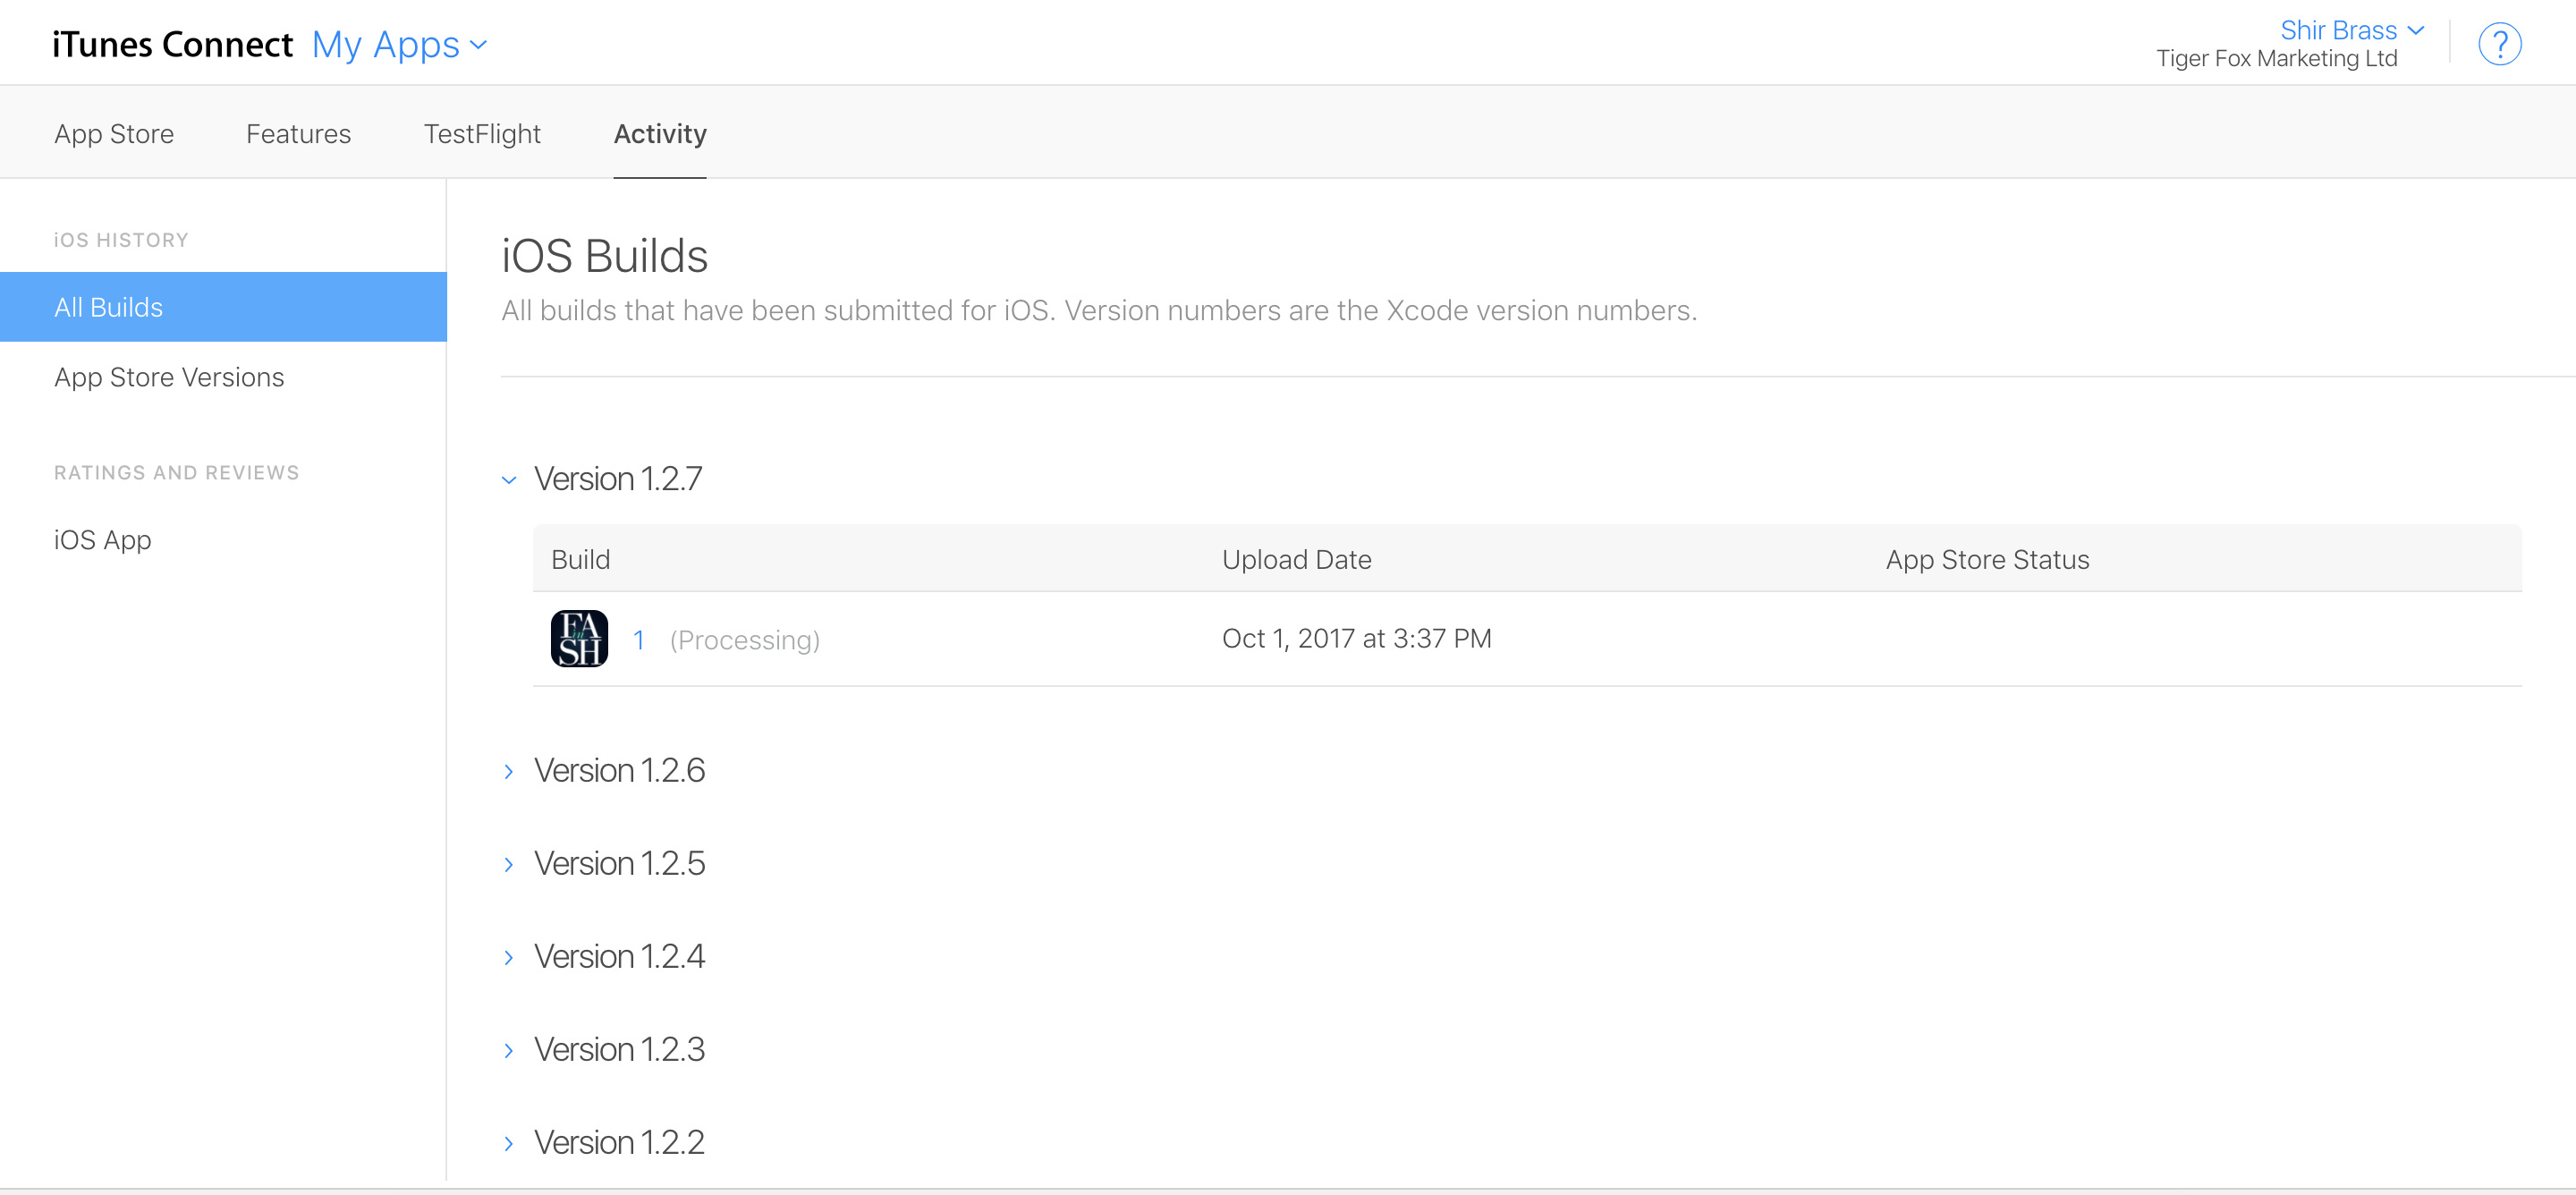 iTunes Connect My Apps
Shir Brass
Tiger Fox Marketing Ltd
?
App Store Features TestFlight Activity
iOS HISTORY
All Builds
App Store Versions
RATINGS AND REVIEWS
iOS App
iOS Builds
All builds that have been submitted for iOS. Version numbers are the Xcode version numbers.
Version 1.2.7
Build Upload Date App Store Status
FA
in
SH
1 (Processing) Oct 1, 2017 at 3:37 PM
Version 1.2.6
Version 1.2.5
Version 1.2.4
Version 1.2.3
Version 1.2.2